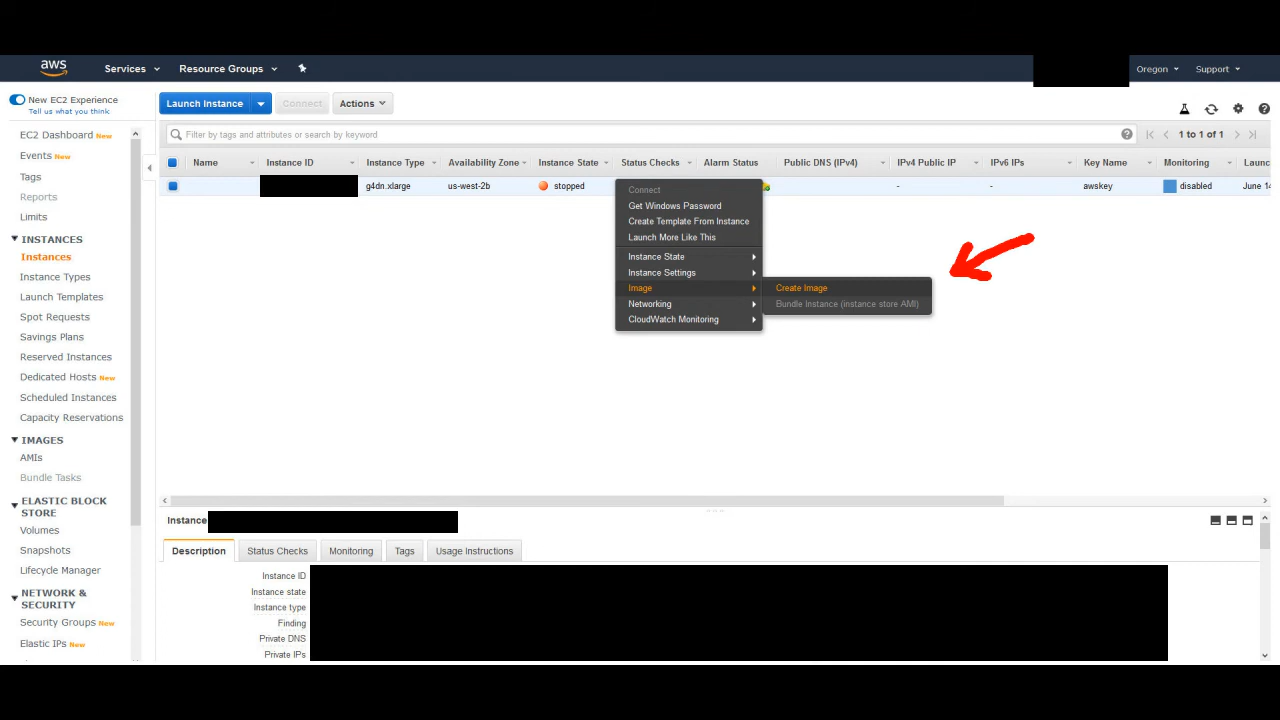 aws Services Resource Groups Oregon Support
New EC2 Experience
Tell us what you think
EC2 Dashboard New
Events New
Tags
Reports
Limits
INSTANCES
Instances
Instance Types
Launch Templates
Spot Requests
Savings Plans
Reserved Instances
Dedicated Hosts New
Scheduled Instances
Capacity Reservations
IMAGES
AMIs
Bundle Tasks
ELASTIC BLOCK
STORE
Volumes
Snapshots
Lifecycle Manager
NETWORK &
SECURITY
Security Groups New
Elastic IPs New
Launch Instance Connect Actions
Filter by tags and attributes or search by keyword
1 to 1 of 1
Name Instance ID Instance Type Availability Zone Instance State Status Checks Alarm Status Public DNS (IPv4) IPv4 Public IP IPv6 IPs Key Name Monitoring Launc
g4dn.xlarge us-west-2b stopped - - awskey disabled June 14
Connect
Get Windows Password
Create Template From Instance
Launch More Like This
Instance State
Instance Settings
Image
Networking
CloudWatch Monitoring
Create Image
Bundle Instance (instance store AMI)
Instance
Description Status Checks Monitoring Tags Usage Instructions
Instance ID
Instance state
Instance type
Finding
Private DNS
Private IPs